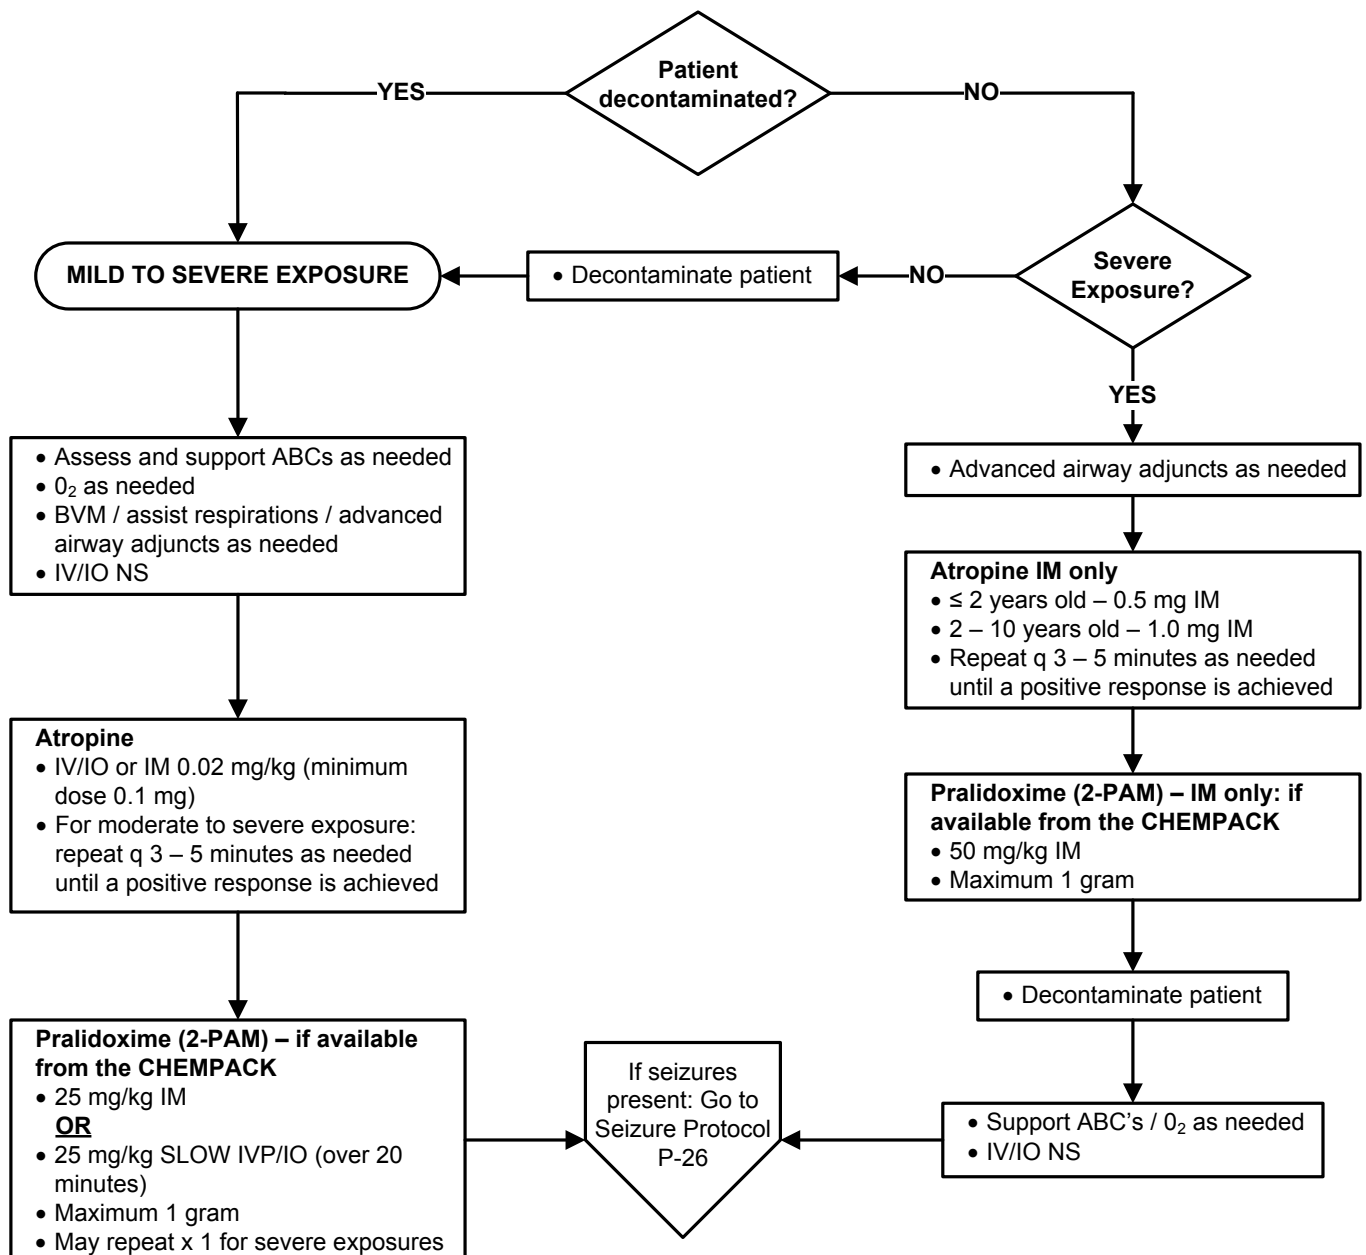 Patient
decontaminated?
YES
NO
MILD TO SEVERE EXPOSURE
• Decontaminate patient
NO
Severe
Exposure?
YES
• Assess and support ABCs as needed
• 0₂ as needed
• BVM / assist respirations / advanced
airway adjuncts as needed
• IV/IO NS
• Advanced airway adjuncts as needed
Atropine IM only
• ≤ 2 years old – 0.5 mg IM
• 2 – 10 years old – 1.0 mg IM
• Repeat q 3 – 5 minutes as needed
until a positive response is achieved
Atropine
• IV/IO or IM 0.02 mg/kg (minimum
dose 0.1 mg)
• For moderate to severe exposure:
repeat q 3 – 5 minutes as needed
until a positive response is achieved
Pralidoxime (2-PAM) – IM only: if
available from the CHEMPACK
• 50 mg/kg IM
• Maximum 1 gram
• Decontaminate patient
Pralidoxime (2-PAM) – if available
from the CHEMPACK
• 25 mg/kg IM
OR
• 25 mg/kg SLOW IVP/IO (over 20
minutes)
• Maximum 1 gram
• May repeat x 1 for severe exposures
If seizures
present: Go to
Seizure Protocol
P-26
• Support ABC's / 0₂ as needed
• IV/IO NS